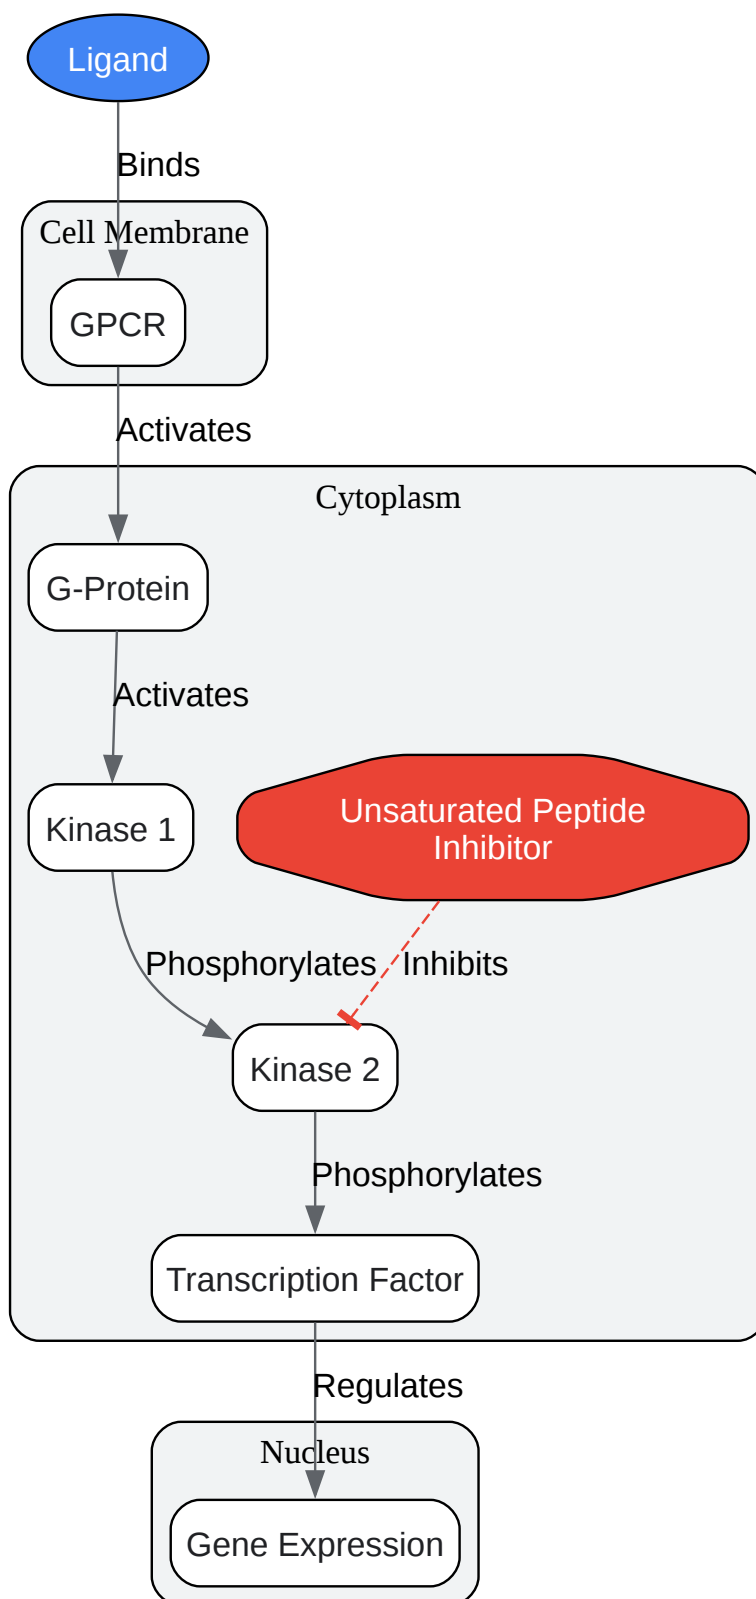 Ligand
Binds
Cell Membrane
GPCR
Activates
Cytoplasm
G-Protein
Activates
Kinase 1
Unsaturated Peptide
Inhibitor
Phosphorylates
Inhibits
Kinase 2
Phosphorylates
Transcription Factor
Regulates
Nucleus
Gene Expression